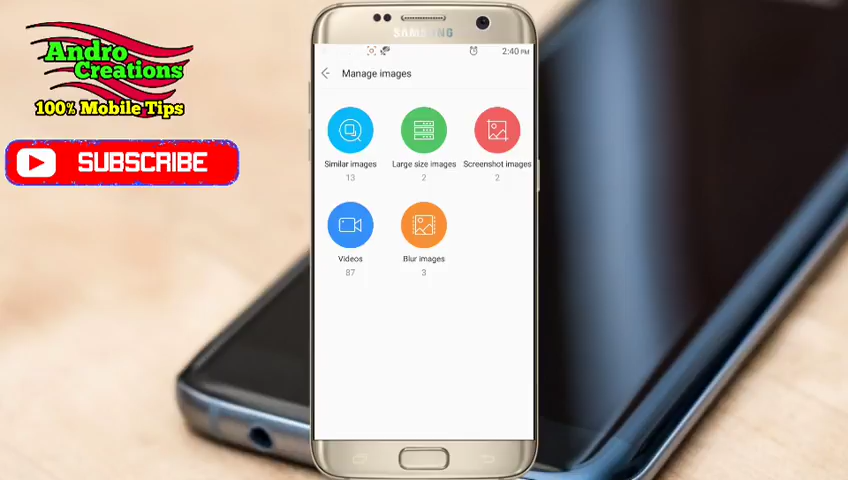 Andro
Creations
100% Mobile Tips
SUBSCRIBE
SAMSUNG
2:40 PM
Manage images
Similar images
13
Large size images
2
Screenshot images
2
Videos
87
Blur images
3